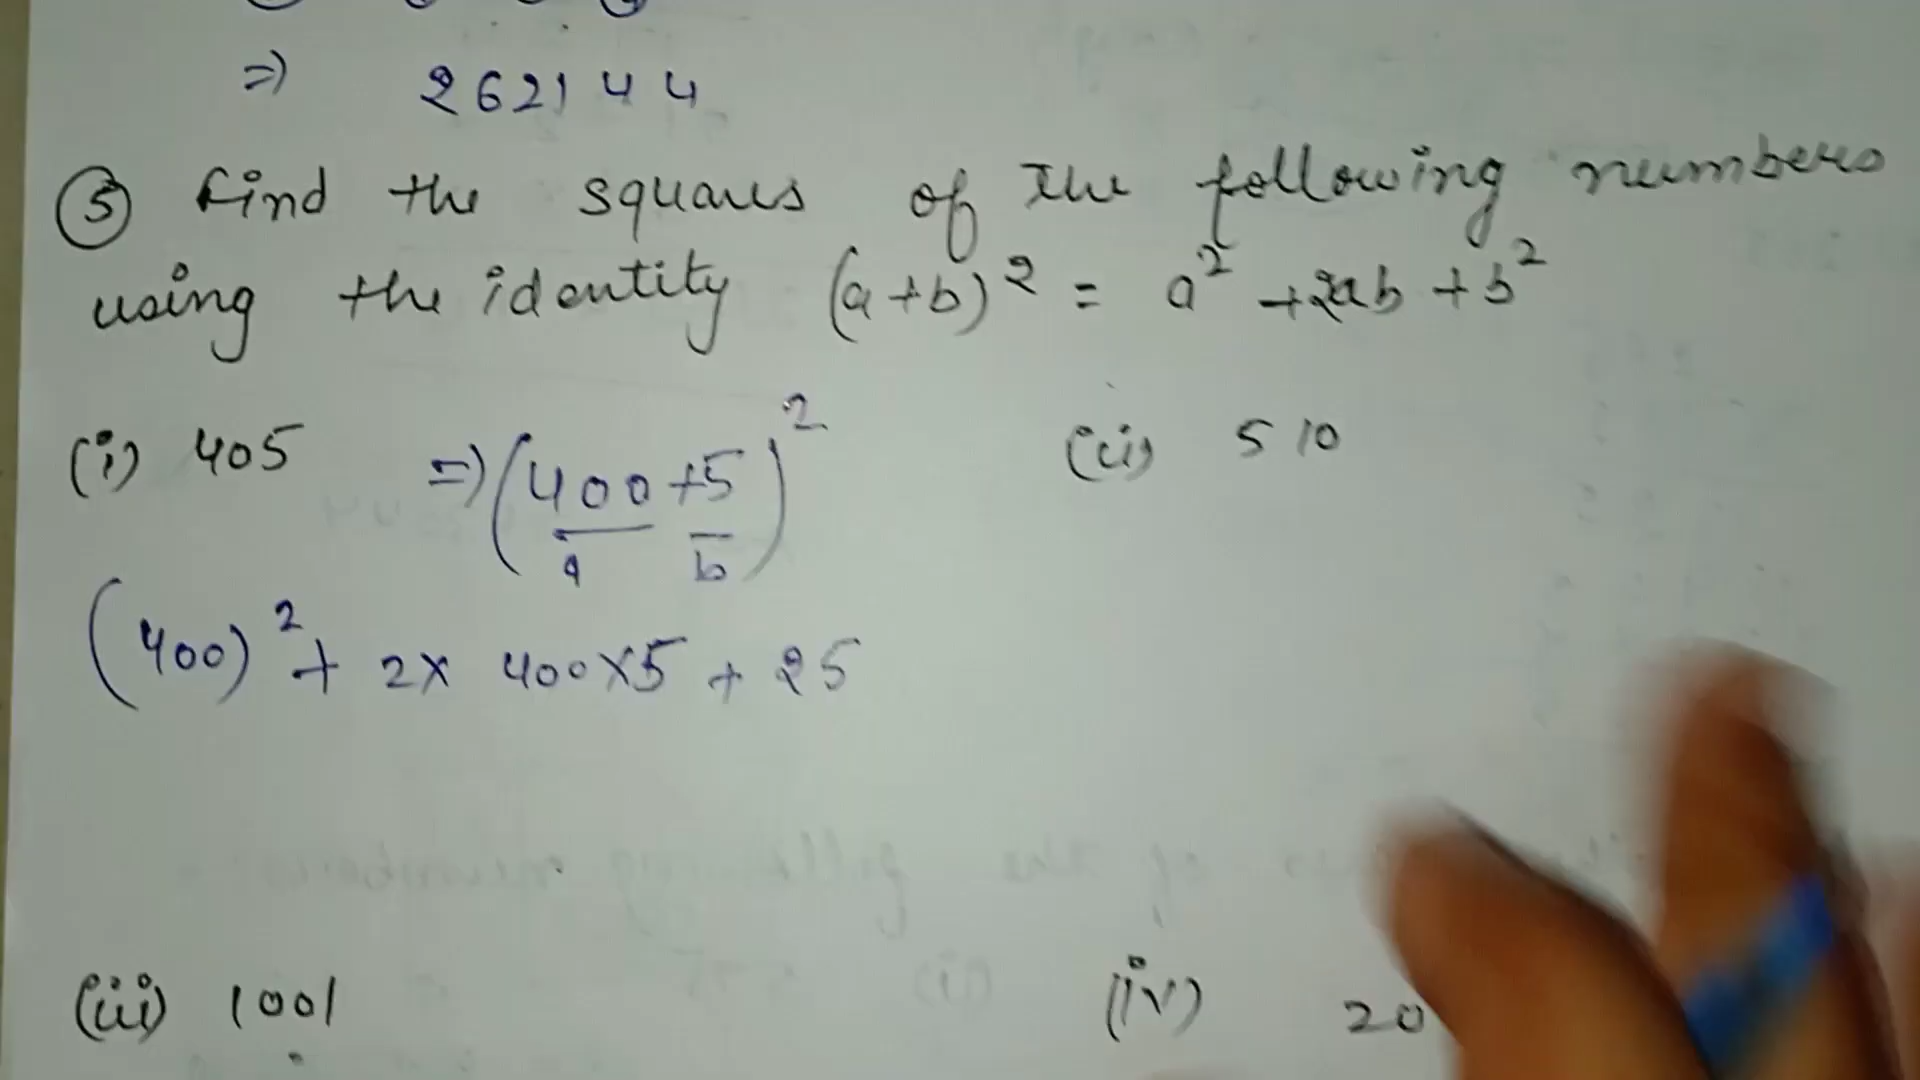 =) 262144
(5) Find the squares of the following numbers
using the identity (a+b)² = a² +2ab +b²
(i) 405 =) (400+5)²
a b
(ii) 510
(400)² + 2x 400x5 + 25
(iii) 1001
(iv) 20